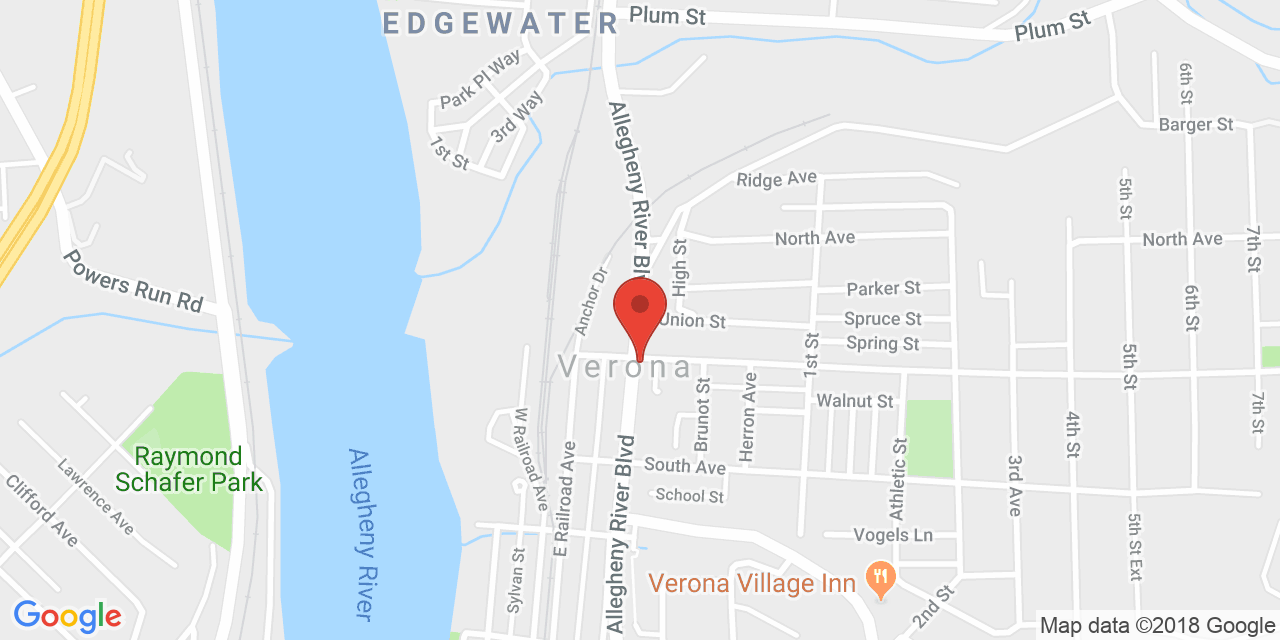 EDGEWATER
Plum St
Plum St
Park Pl Way
3rd Way
1st St
Allegheny River Bl
6th St
Barger St
Ridge Ave
5th St
North Ave
North Ave
7th St
High St
Powers Run Rd
Anchor Dr
Parker St
6th St
Union St
Spruce St
Spring St
1st St
5th St
Verona
Walnut St
Brunot St
Herron Ave
7th St
4th St
W Railroad Ave
E Railroad Ave
Allegheny River Blvd
South Ave
School St
Athletic St
3rd Ave
Raymond
Schafer Park
Lawrence Ave
Clifford Ave
Allegheny River
Vogels Ln
5th St Ext
Sylvan St
Verona Village Inn
2nd St
Google
Map data ©2018 Google